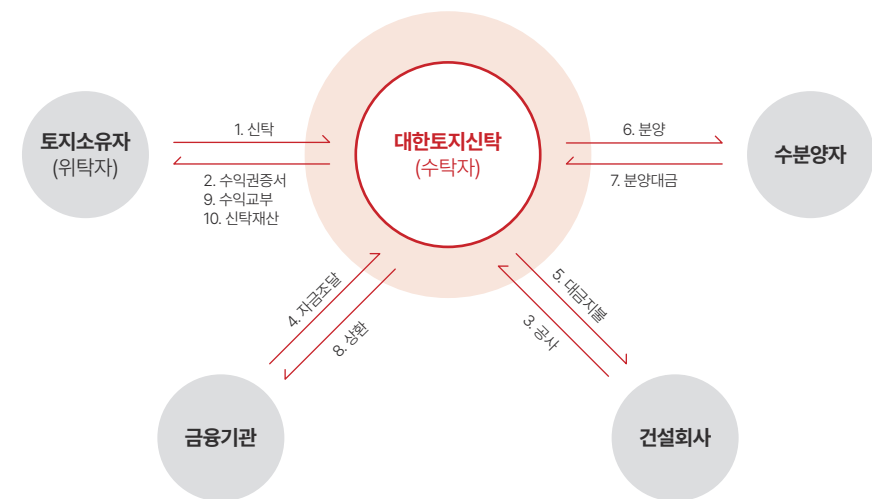 토지소유자
(위탁자)
1. 신탁
2. 수익권증서
9. 수익교부
10. 신탁재산
대한토지신탁
(수탁자)
6. 분양
7. 분양대금
수분양자
4. 자금조달
8. 상환
5. 대금지불
3. 공사
금융기관
건설회사